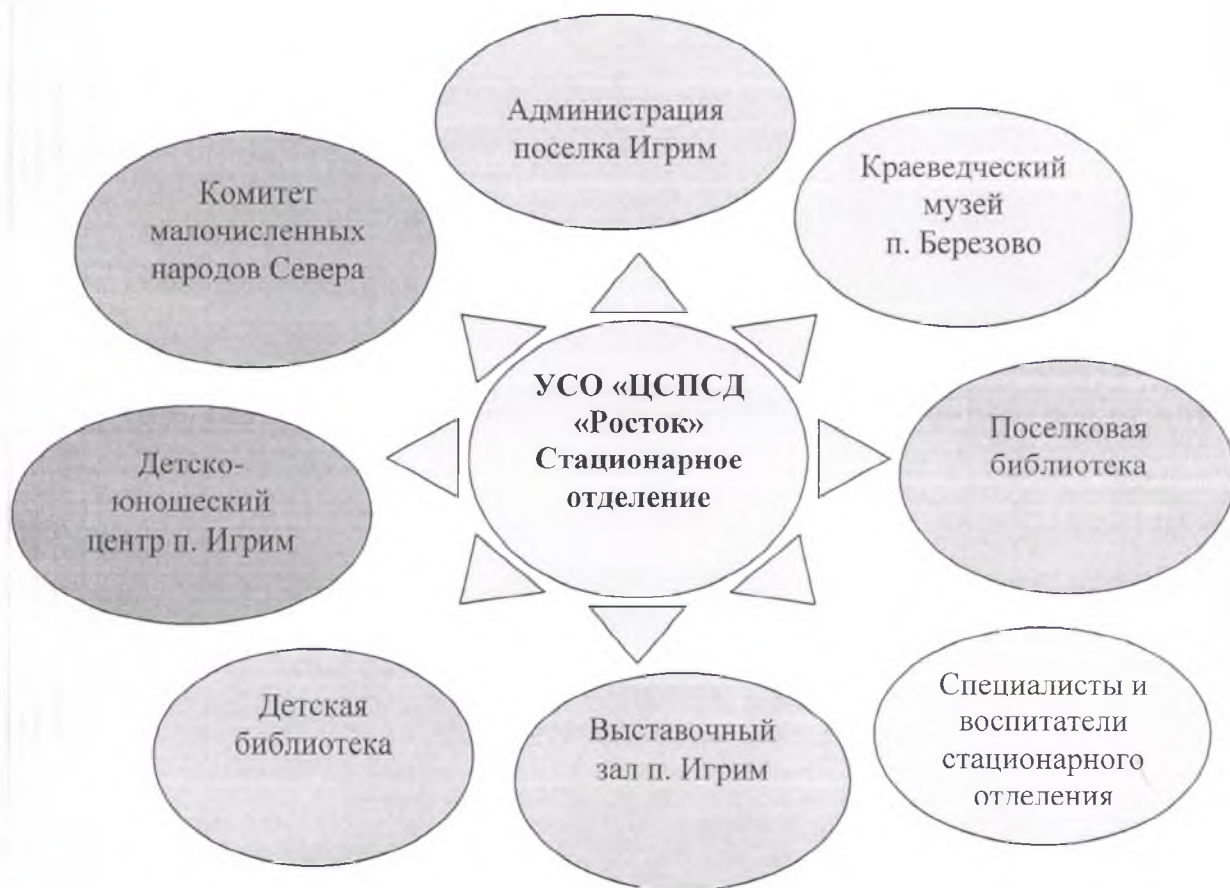 Администрация
поселка Игрим
Комитет
малочисленных
народов Севера
Краеведческий
музей
п. Березово
УСО «ЦСПСД
«Росток»
Стационарное
отделение
Поселковая
библиотека
Детско-
юношеский
центр п. Игрим
Детская
библиотека
Выставочный
зал п. Игрим
Специалисты и
воспитатели
стационарного
отделения